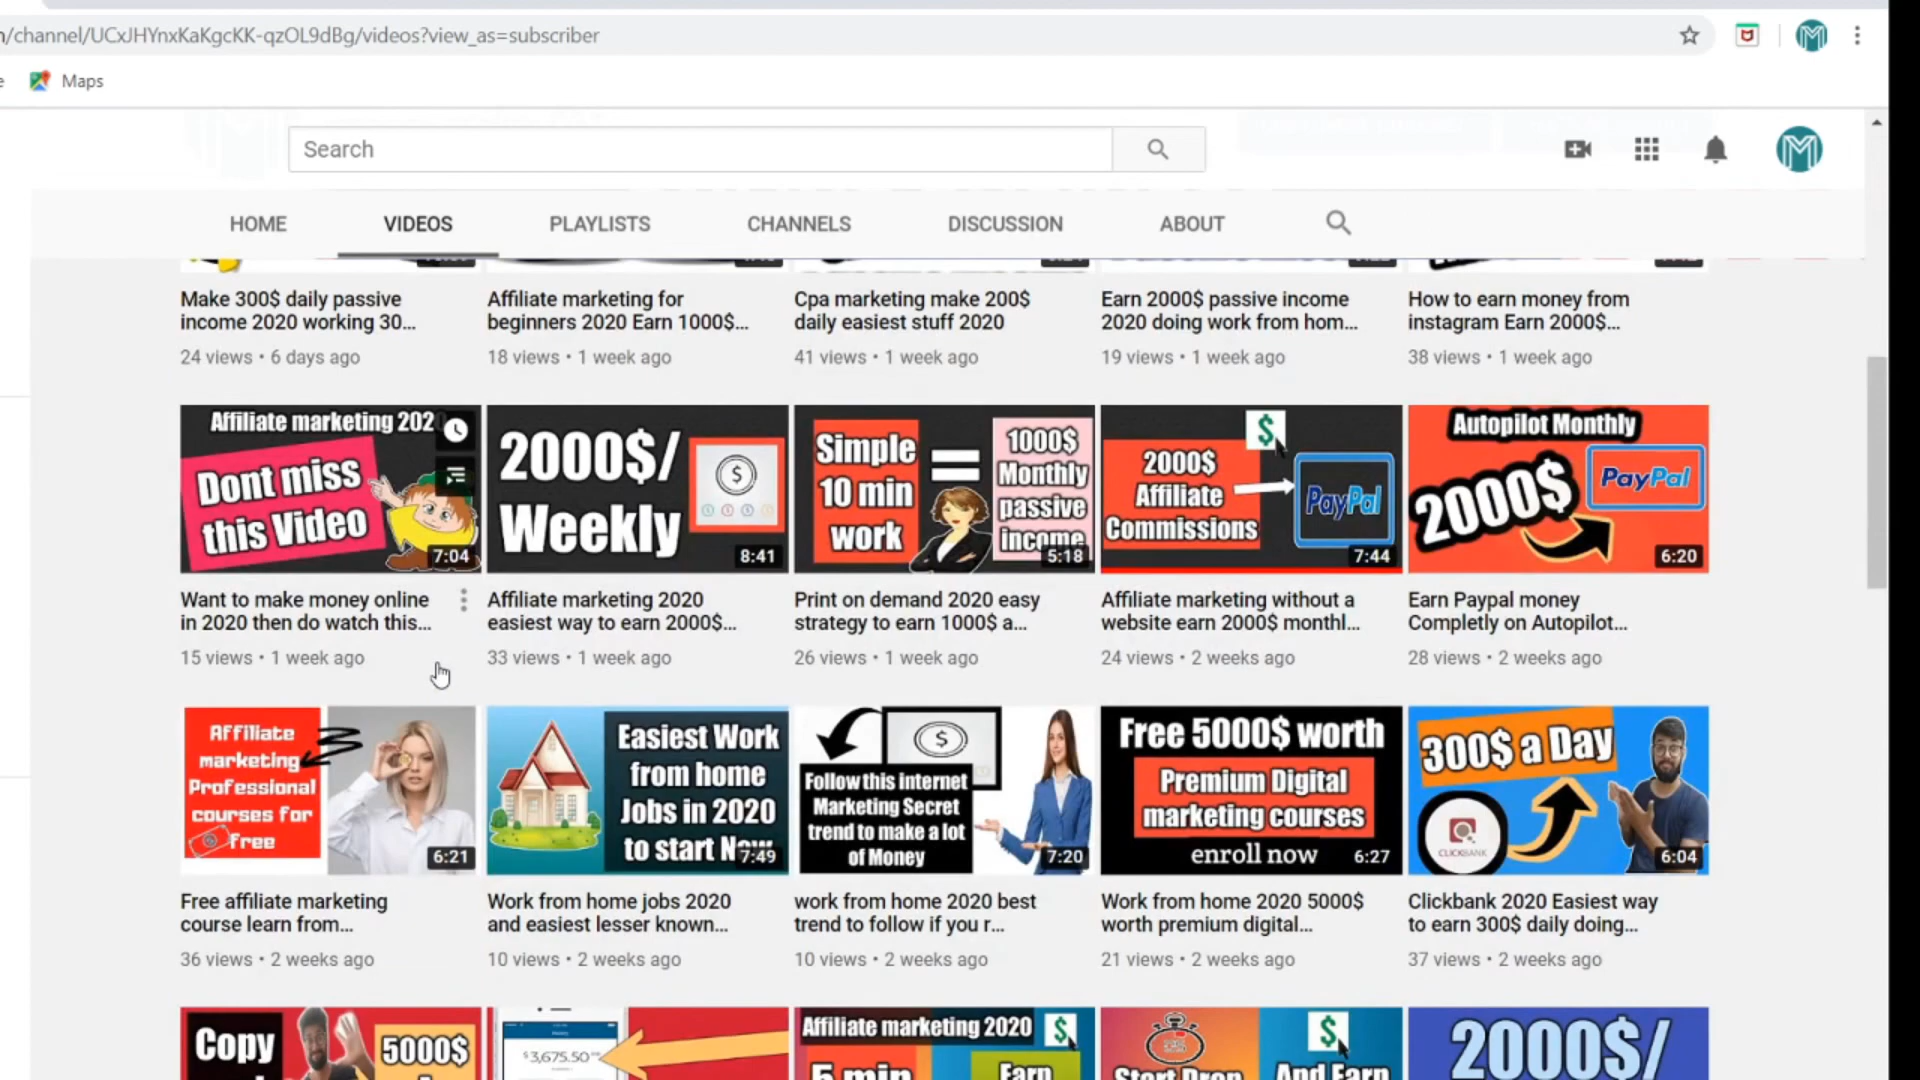 /channel/UCxJHYnxKaKgcKK-qzOL9dBg/videos?view_as=subscriber
Maps
Search
HOME VIDEOS PLAYLISTS CHANNELS DISCUSSION ABOUT
Make 300$ daily passive
income 2020 working 30...
24 views • 6 days ago
Affiliate marketing for
beginners 2020 Earn 1000$...
18 views • 1 week ago
Cpa marketing make 200$
daily easiest stuff 2020
41 views • 1 week ago
Earn 2000$ passive income
2020 doing work from hom...
19 views • 1 week ago
How to earn money from
instagram Earn 2000$...
38 views • 1 week ago
Affiliate marketing 202
Dont miss
this Video
7:04
Want to make money online
in 2020 then do watch this...
15 views • 1 week ago
2000$/
Weekly
8:41
Affiliate marketing 2020
easiest way to earn 2000$...
33 views • 1 week ago
Simple
10 min
work
=
1000$
Monthly
passive
income
5:18
Print on demand 2020 easy
strategy to earn 1000$ a...
26 views • 1 week ago
$
2000$
Affiliate
Commissions
PayPal
7:44
Affiliate marketing without a
website earn 2000$ monthl...
24 views • 2 weeks ago
Autopilot Monthly
2000$
PayPal
6:20
Earn Paypal money
Completly on Autopilot...
28 views • 2 weeks ago
Affiliate
marketing
Professional
courses for
free
6:21
Free affiliate marketing
course learn from...
36 views • 2 weeks ago
Easiest Work
from home
Jobs in 2020
to start Now
7:49
Work from home jobs 2020
and easiest lesser known...
10 views • 2 weeks ago
$
Follow this internet
Marketing Secret
trend to make a lot
of Money
7:20
work from home 2020 best
trend to follow if you r...
10 views • 2 weeks ago
Free 5000$ worth
Premium Digital
marketing courses
enroll now
6:27
Work from home 2020 5000$
worth premium digital...
21 views • 2 weeks ago
300$ a Day
CLICKBANK
6:04
Clickbank 2020 Easiest way
to earn 300$ daily doing...
37 views • 2 weeks ago
Copy
5000$
$3,675.50
Affiliate marketing 2020
$
5 min
Earn
Start Drop
$
And Earn
2000$/